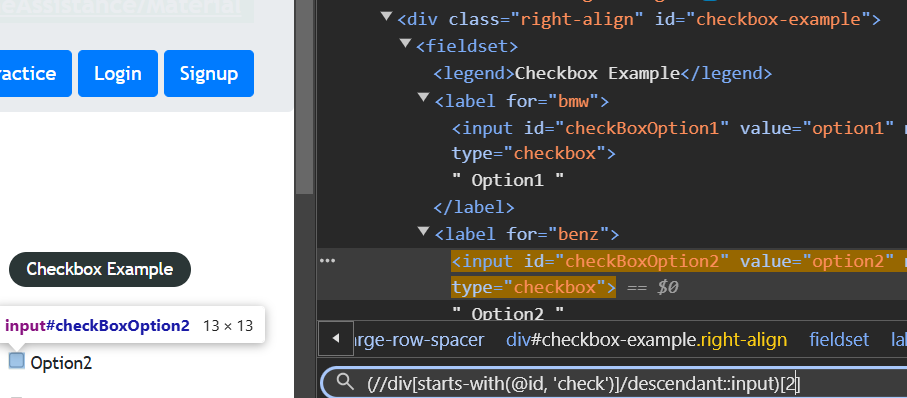 eAssistance/Material
ractice Login Signup
Checkbox Example
input#checkBoxOption2 13 × 13
Option2
<div class="right-align" id="checkbox-example">
<fieldset>
<legend>Checkbox Example</legend>
<label for="bmw">
<input id="checkBoxOption1" value="option1"
type="checkbox">
" Option1 "
</label>
<label for="benz">
<input id="checkBoxOption2" value="option2"
type="checkbox"> == $0
" Option2 "
arge-row-spacer div#checkbox-example.right-align fieldset la
(//div[starts-with(@id, 'check')]/descendant::input)[2]